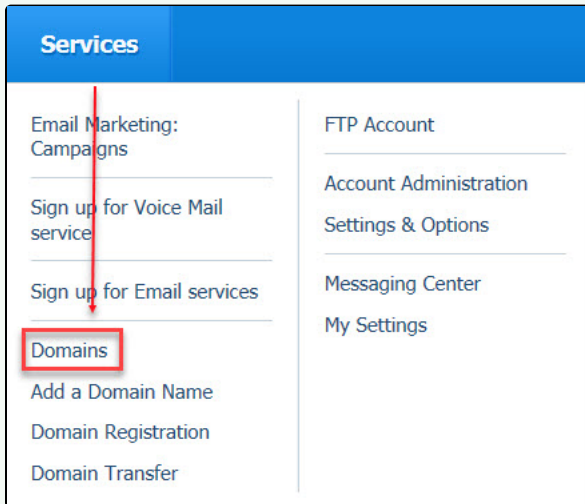 Services
Email Marketing:
Campaigns
Sign up for Voice Mail
service
Sign up for Email services
Domains
Add a Domain Name
Domain Registration
Domain Transfer
FTP Account
Account Administration
Settings & Options
Messaging Center
My Settings